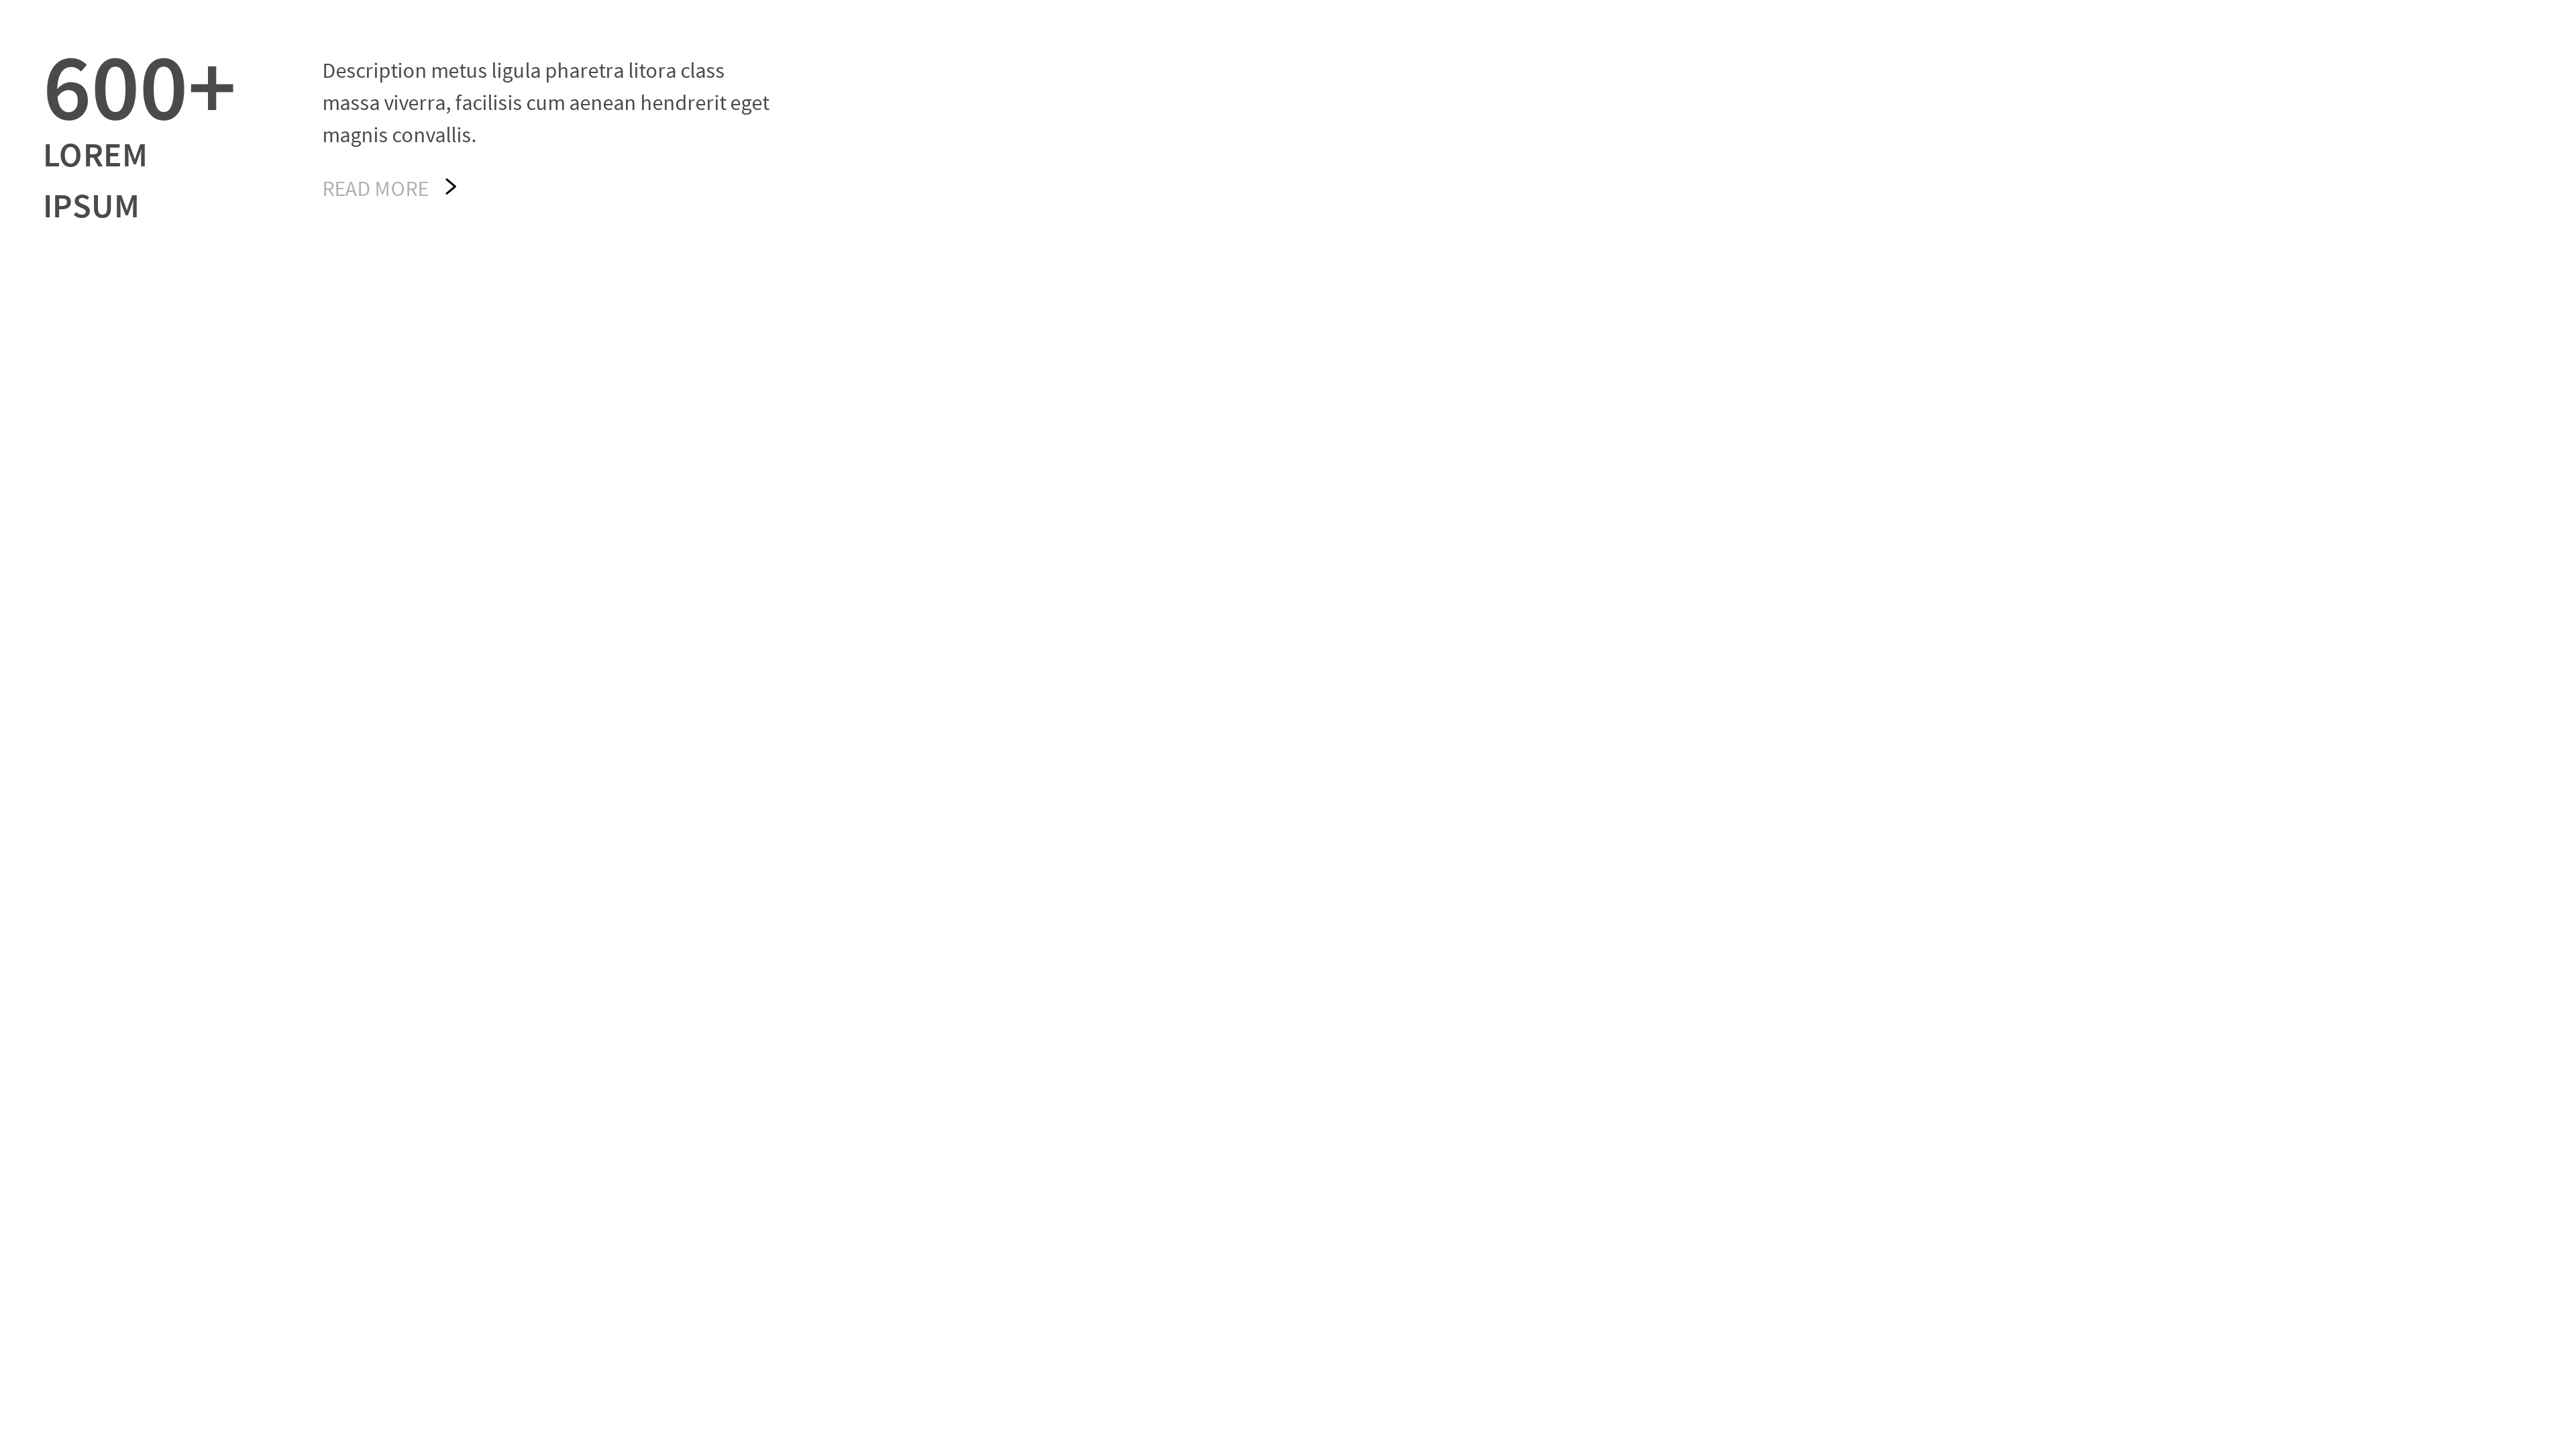 600+
LOREM
IPSUM
Description metus ligula pharetra litora class
massa viverra, facilisis cum aenean hendrerit eget
magnis convallis.
READ MORE